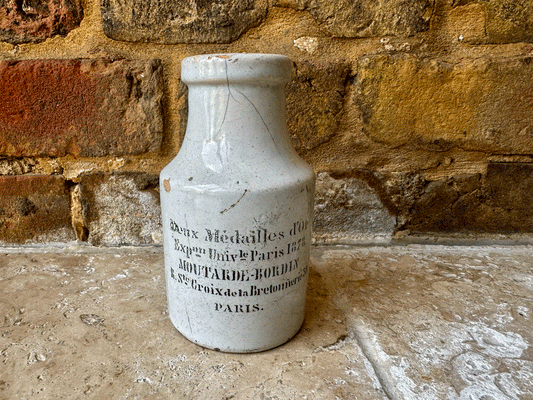 Deux Médailles d'Or
Expon Univle Paris 1878
MOUTARDE-BORDIN
R. Ste Croix de la Bretonnerie
PARIS.